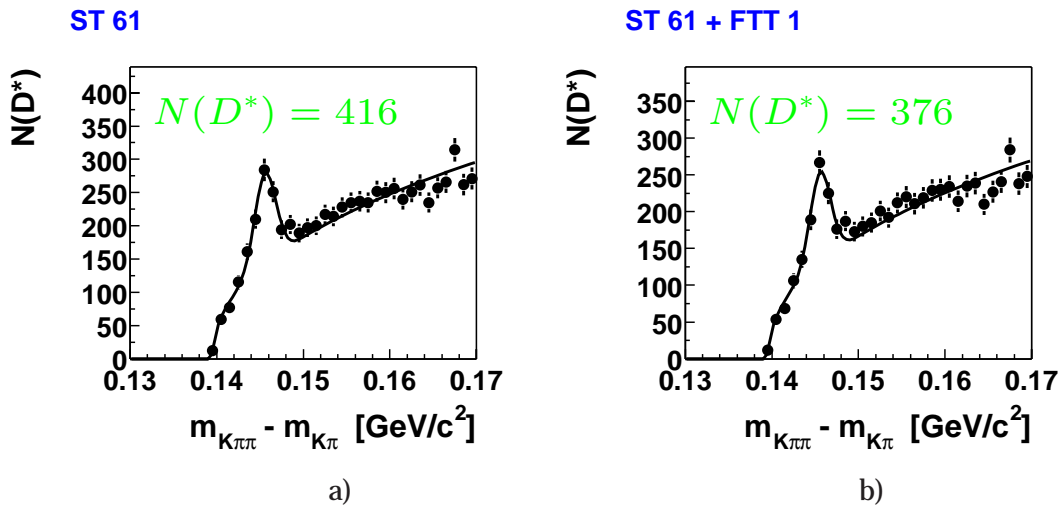 ST 61
N(D*)
400
350
300
250
200
150
100
50
0
N(D*) = 416
0.13 0.14 0.15 0.16 0.17
m_Kππ - m_Kπ [GeV/c²]
a)
ST 61 + FTT 1
N(D*)
350
300
250
200
150
100
50
0
N(D*) = 376
0.13 0.14 0.15 0.16 0.17
m_Kππ - m_Kπ [GeV/c²]
b)